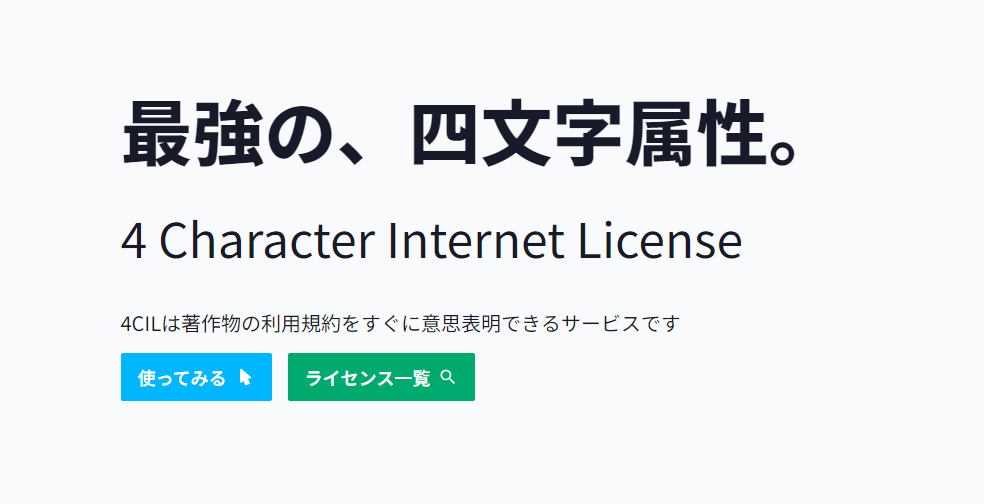 最強の、四文字属性。
4 Character Internet License
4CILは著作物の利用規約をすぐに意思表明できるサービスです
使ってみる
ライセンス一覧